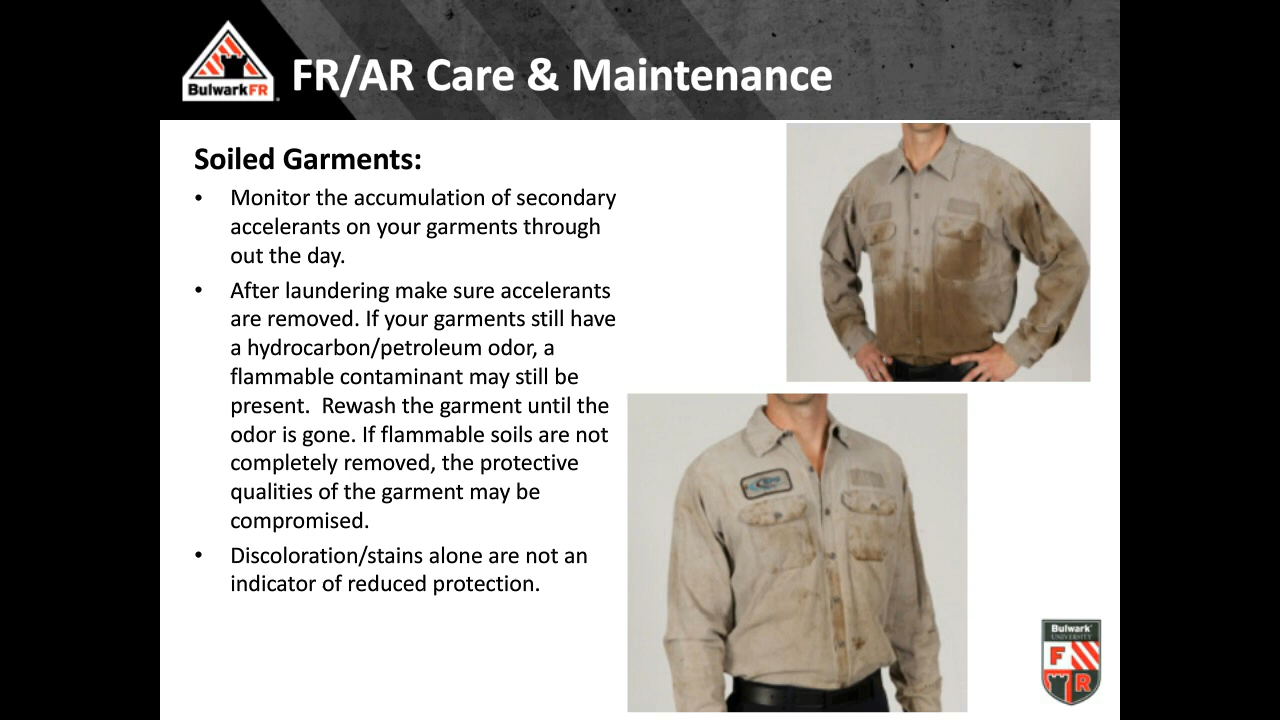 BulwarkFR
FR/AR Care & Maintenance
Soiled Garments:
• Monitor the accumulation of secondary
accelerants on your garments through
out the day.
• After laundering make sure accelerants
are removed. If your garments still have
a hydrocarbon/petroleum odor, a
flammable contaminant may still be
present.  Rewash the garment until the
odor is gone. If flammable soils are not
completely removed, the protective
qualities of the garment may be
compromised.
• Discoloration/stains alone are not an
indicator of reduced protection.
Bulwark
UNIVERSITY
F
R